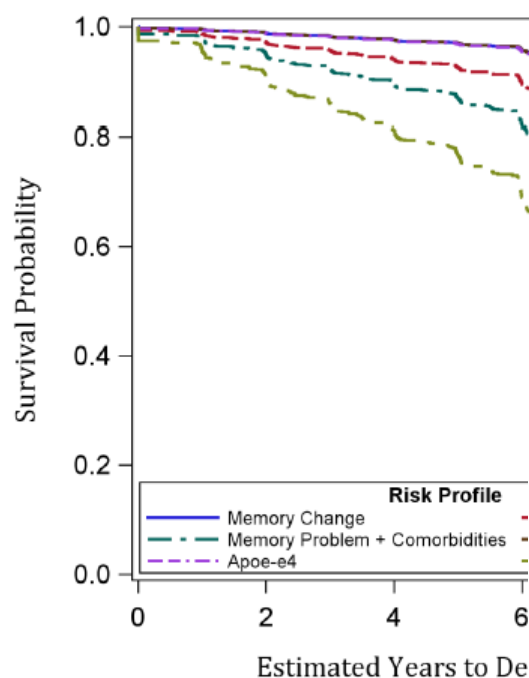 1.0
0.8
0.6
0.4
0.2
0.0
Survival Probability
Risk Profile
Memory Change
Memory Problem + Comorbidities
Apoe-e4
0 2 4 6
Estimated Years to De